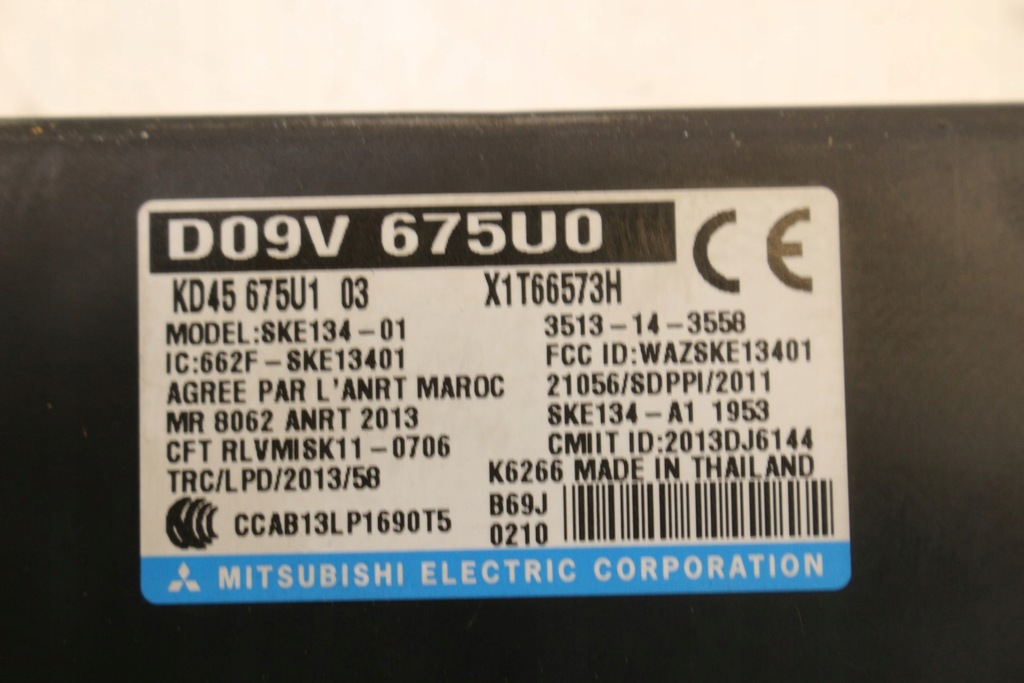 D09V 675U0
CE
KD45 675U1 03 X1T66573H
MODEL:SKE134-01 3513-14-3558
IC:662F-SKE13401 FCC ID:WAZSKE13401
AGREE PAR L'ANRT MAROC 21056/SDPPI/2011
MR 8062 ANRT 2013 SKE134-A1 1953
CFT RLVMISK11-0706 CMIIT ID:2013DJ6144
TRC/LPD/2013/58 K6266 MADE IN THAILAND
CCAB13LP1690T5 B69J
0210
MITSUBISHI ELECTRIC CORPORATION